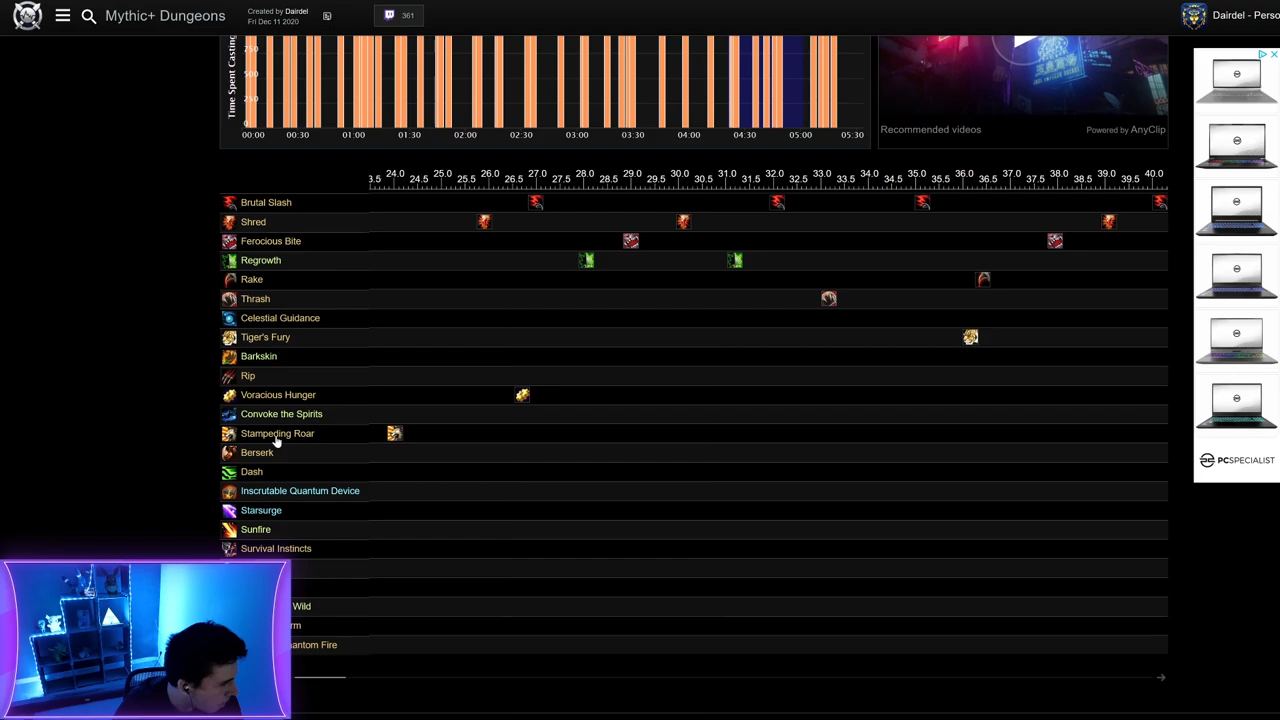 Mythic+ Dungeons
Created by Dairdel
Fri Dec 11 2020
361
Dairdel - Perso
Time Spent Casting
750
500
250
0
00:00 00:30 01:00 01:30 02:00 02:30 03:00 03:30 04:00 04:30 05:00 05:30
Recommended videos
Powered by AnyClip
3.5 24.0 24.5 25.0 25.5 26.0 26.5 27.0 27.5 28.0 28.5 29.0 29.5 30.0 30.5 31.0 31.5 32.0 32.5 33.0 33.5 34.0 34.5 35.0 35.5 36.0 36.5 37.0 37.5 38.0 38.5 39.0 39.5 40.0
Brutal Slash
Shred
Ferocious Bite
Regrowth
Rake
Thrash
Celestial Guidance
Tiger's Fury
Barkskin
Rip
Voracious Hunger
Convoke the Spirits
Stampeding Roar
Berserk
Dash
Inscrutable Quantum Device
Starsurge
Sunfire
Survival Instincts
Wild
rm
antom Fire
PCSPECIALIST